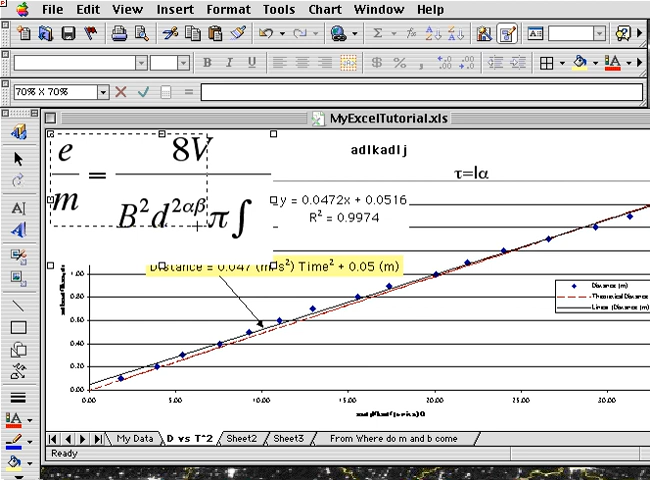 File Edit View Insert Format Tools Chart Window Help
70% X 70%
MyExcelTutorial.xls
e/m = 8V / B²d^{2αβ}π∫
adlkadlj
τ=Iα
y = 0.0472x + 0.0516
R² = 0.9974
Distance = 0.047 (m/s²) Time² + 0.05 (m)
Distance (m)
Theoretical Distance
Linear (Distance (m))
1.00
0.80
0.60
0.40
0.20
0.00
0.00 5.00 10.00 15.00 20.00 25.00 30.00
My Data D vs T^2 Sheet2 Sheet3 From Where do m and b come
Ready